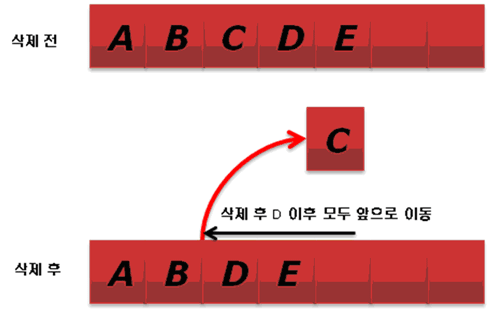 삭제 전
A B C D E
C
삭제 후 D 이후 모두 앞으로 이동
삭제 후
A B D E